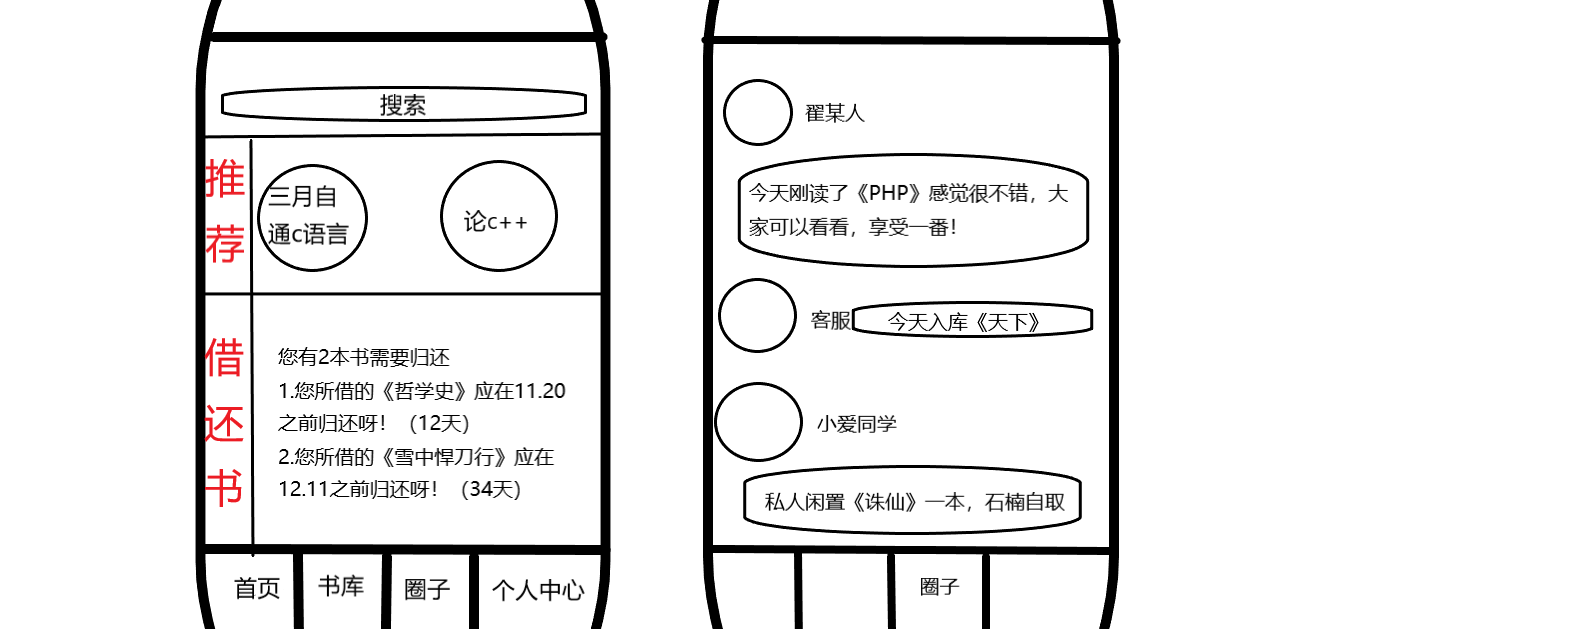 搜索
推
荐
三月自
通c语言
论c++
借
还
书
您有2本书需要归还
1.您所借的《哲学史》应在11.20
之前归还呀！（12天）
2.您所借的《雪中悍刀行》应在
12.11之前归还呀！（34天）
首页
书库
圈子
个人中心
翟某人
今天刚读了《PHP》感觉很不错，大
家可以看看，享受一番！
客服
今天入库《天下》
小爱同学
私人闲置《诛仙》一本，石楠自取
圈子